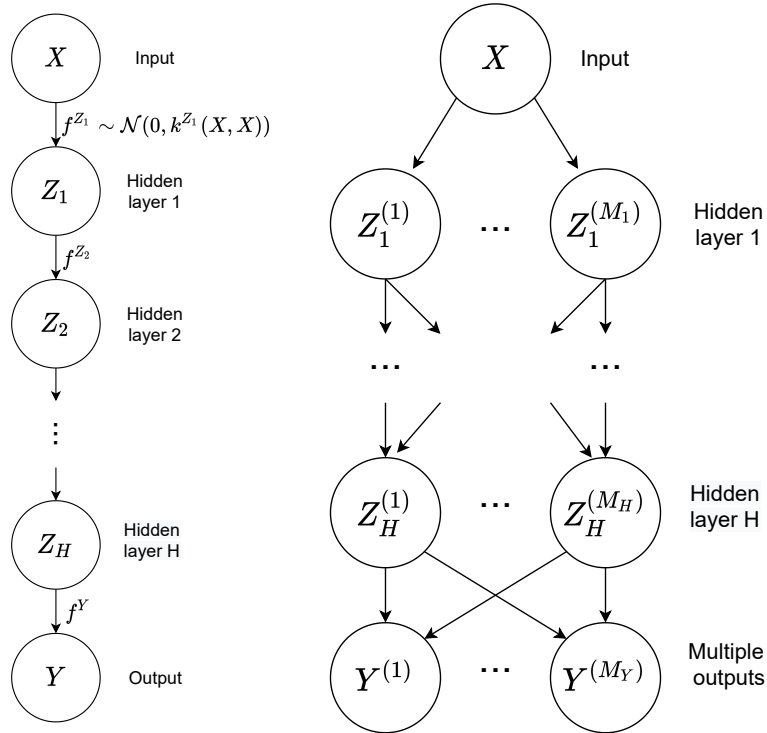 X
Input
f^{Z_1} ∼ 𝒩(0, k^{Z_1}(X, X))
Z_1
Hidden
layer 1
f^{Z_2}
Z_2
Hidden
layer 2
⋮
Z_H
Hidden
layer H
f^Y
Y
Output
X
Input
Z_1^{(1)}
...
Z_1^{(M_1)}
Hidden
layer 1
...
...
Z_H^{(1)}
...
Z_H^{(M_H)}
Hidden
layer H
Y^{(1)}
...
Y^{(M_Y)}
Multiple
outputs